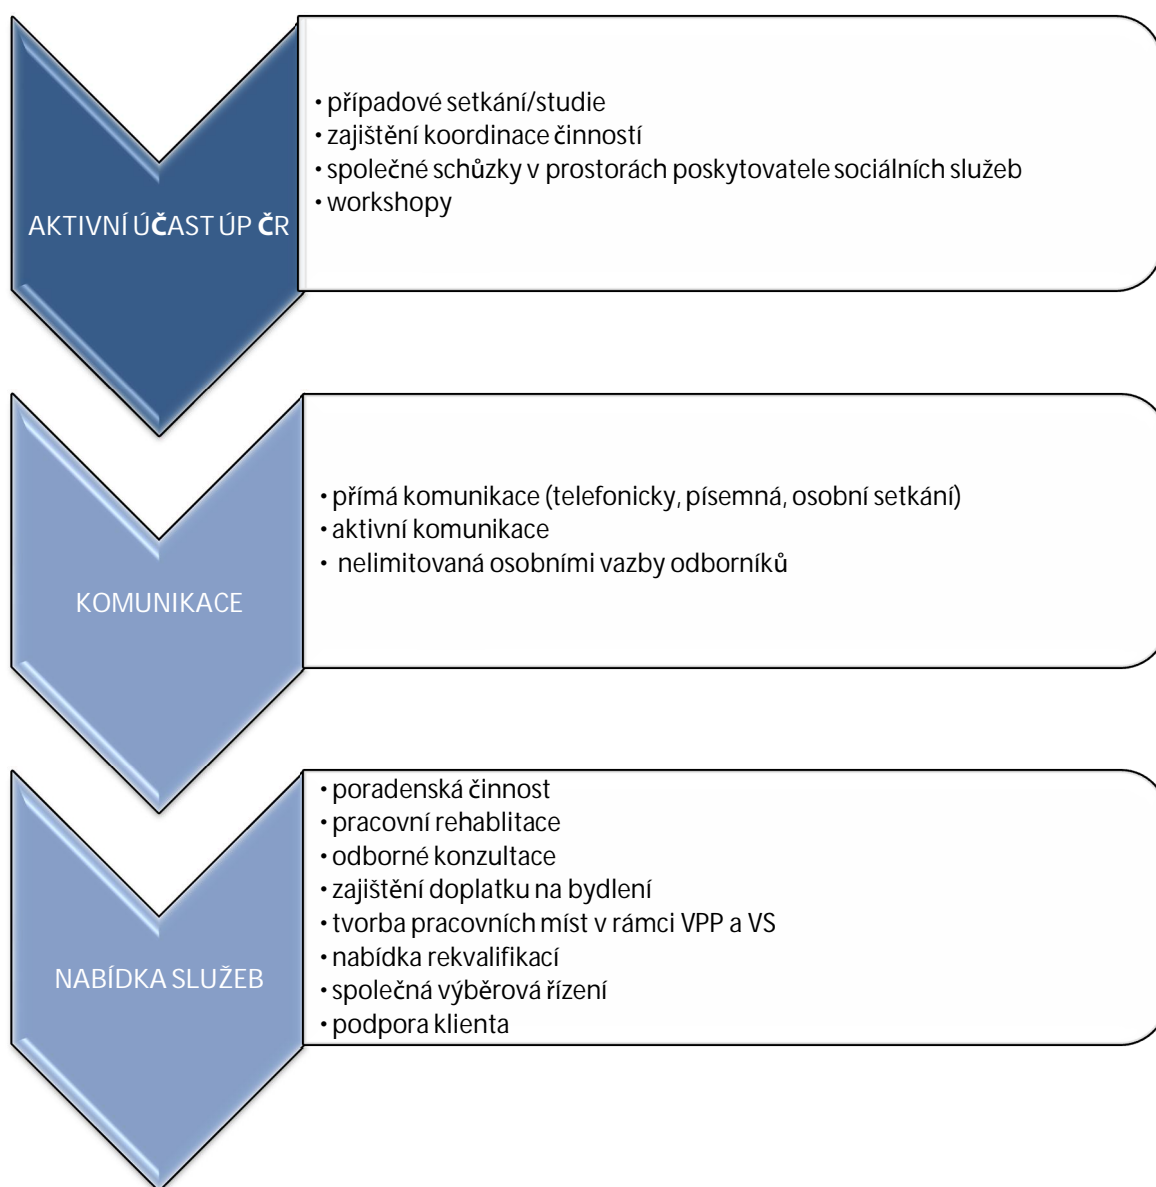 AKTIVNÍ ÚČAST ÚP ČR
• případové setkání/studie
• zajištění koordinace činností
• společné schůzky v prostorách poskytovatele sociálních služeb
• workshopy
KOMUNIKACE
• přímá komunikace (telefonicky, písemná, osobní setkání)
• aktivní komunikace
• nelimitovaná osobními vazby odborníků
NABÍDKA SLUŽEB
• poradenská činnost
• pracovní rehablitace
• odborné konzultace
• zajištění doplatku na bydlení
• tvorba pracovních míst v rámci VPP a VS
• nabídka rekvalifikací
• společná výběrová řízení
• podpora klienta